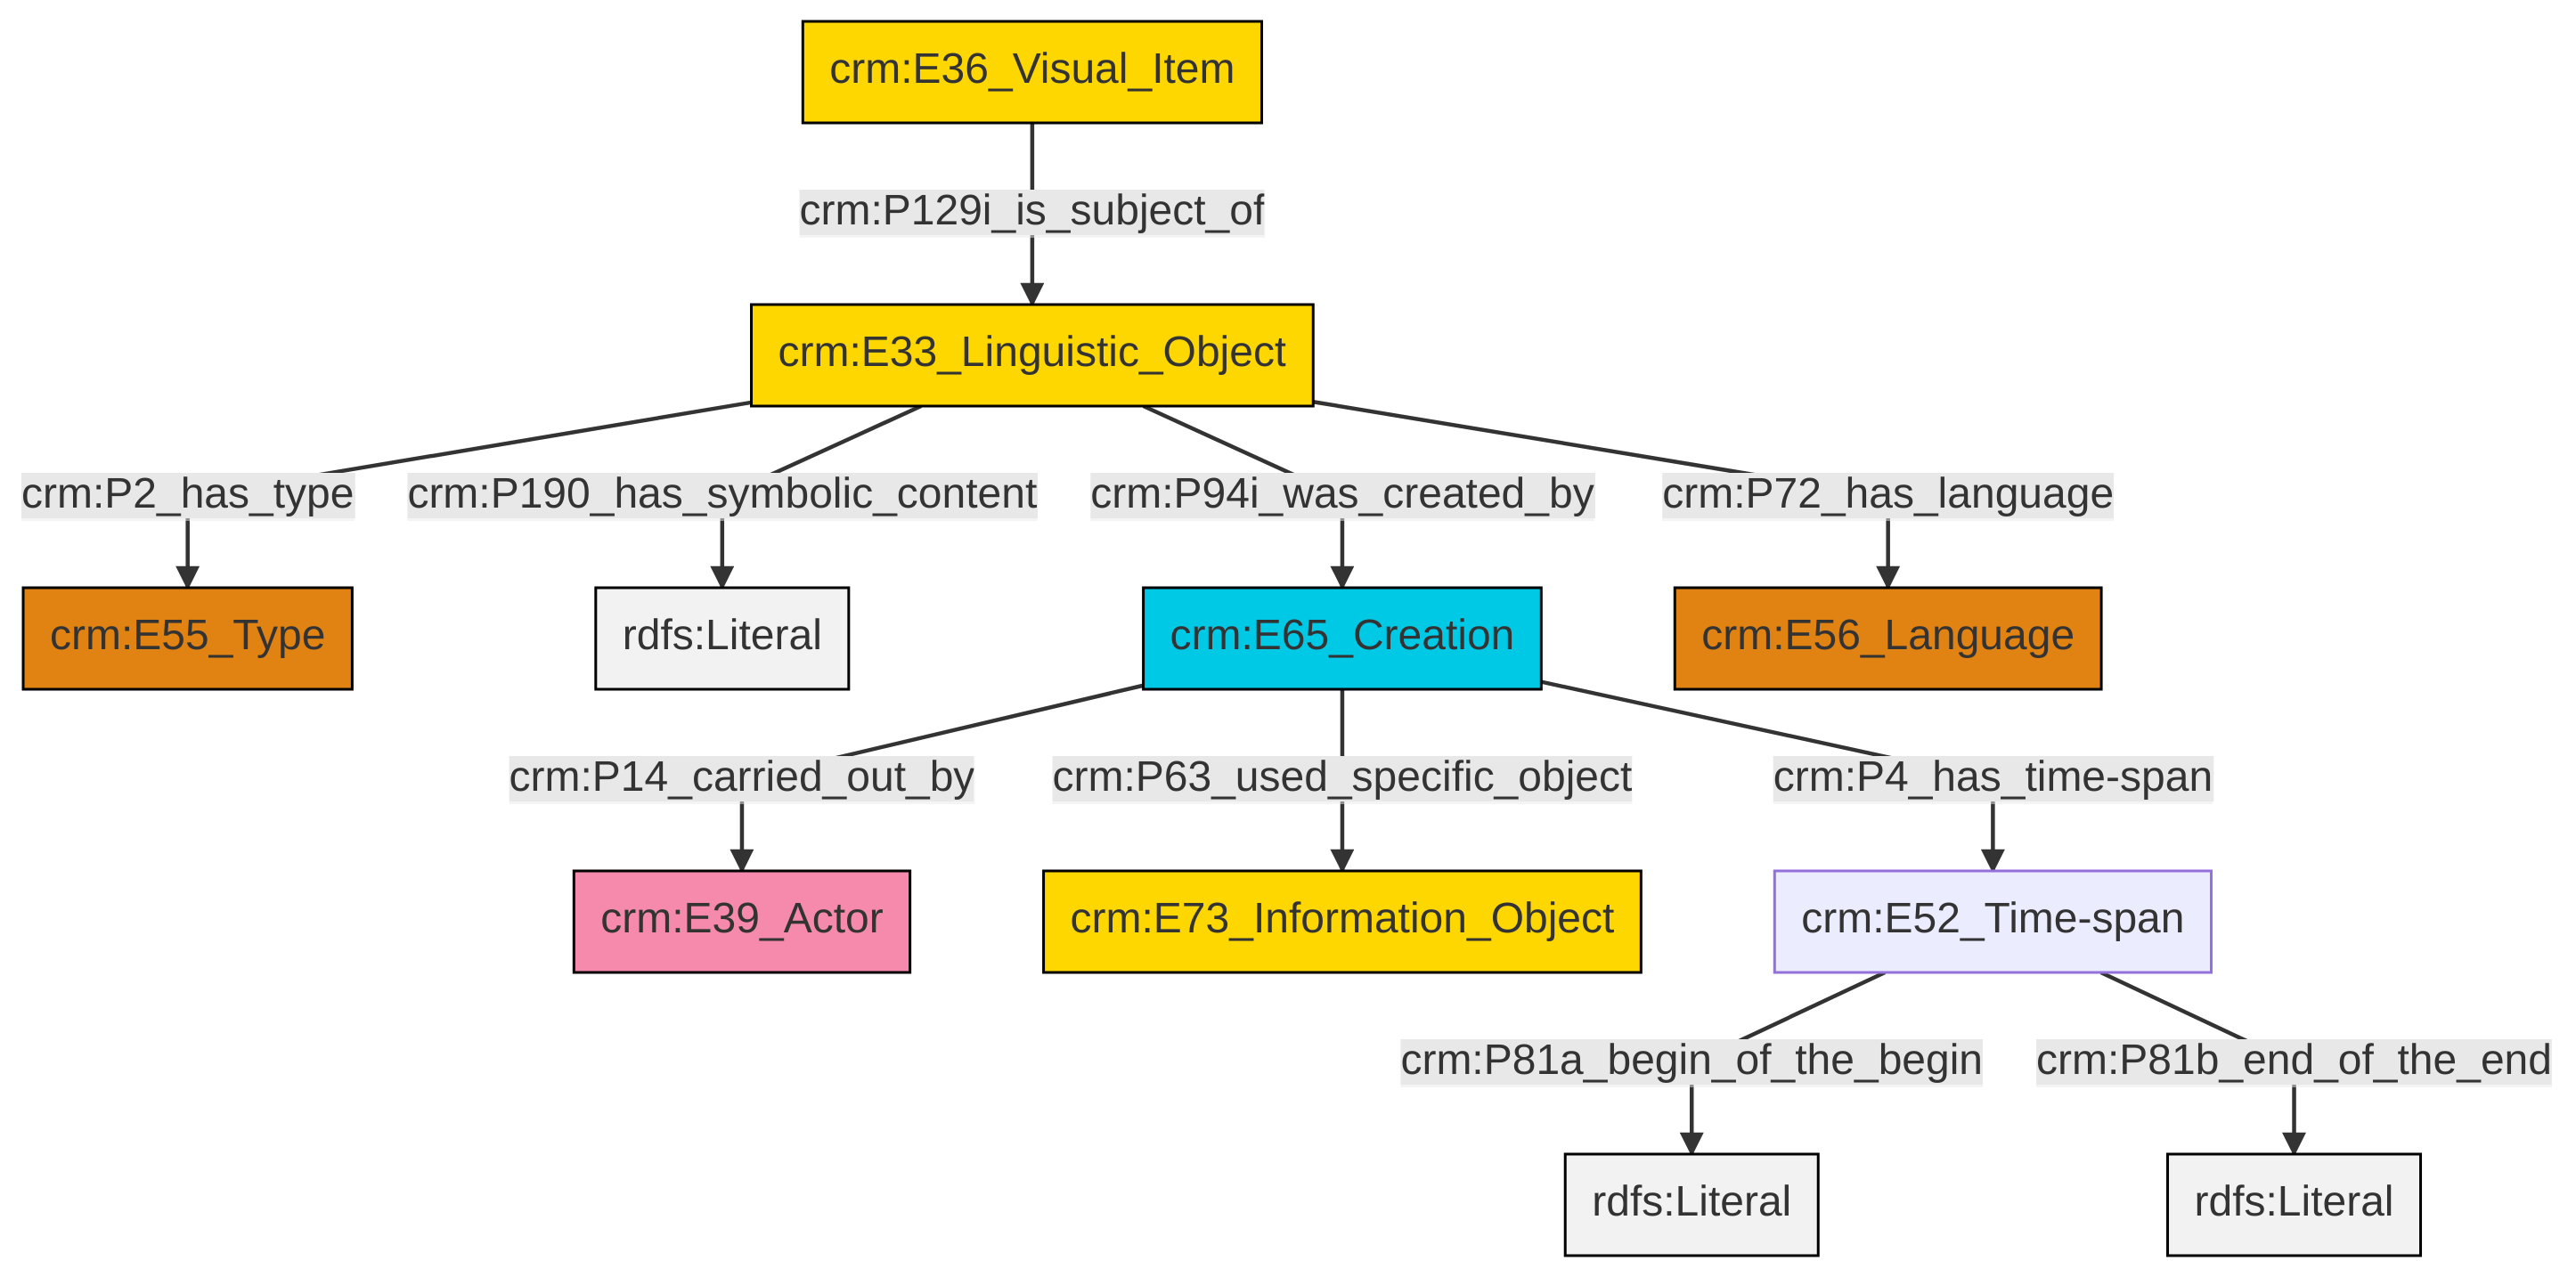 crm:E36_Visual_Item
crm:P129i_is_subject_of
crm:E33_Linguistic_Object
crm:P2_has_type
crm:P190_has_symbolic_content
crm:P94i_was_created_by
crm:P72_has_language
crm:E55_Type
rdfs:Literal
crm:E65_Creation
crm:E56_Language
crm:P14_carried_out_by
crm:P63_used_specific_object
crm:P4_has_time-span
crm:E39_Actor
crm:E73_Information_Object
crm:E52_Time-span
crm:P81a_begin_of_the_begin
crm:P81b_end_of_the_end
rdfs:Literal
rdfs:Literal